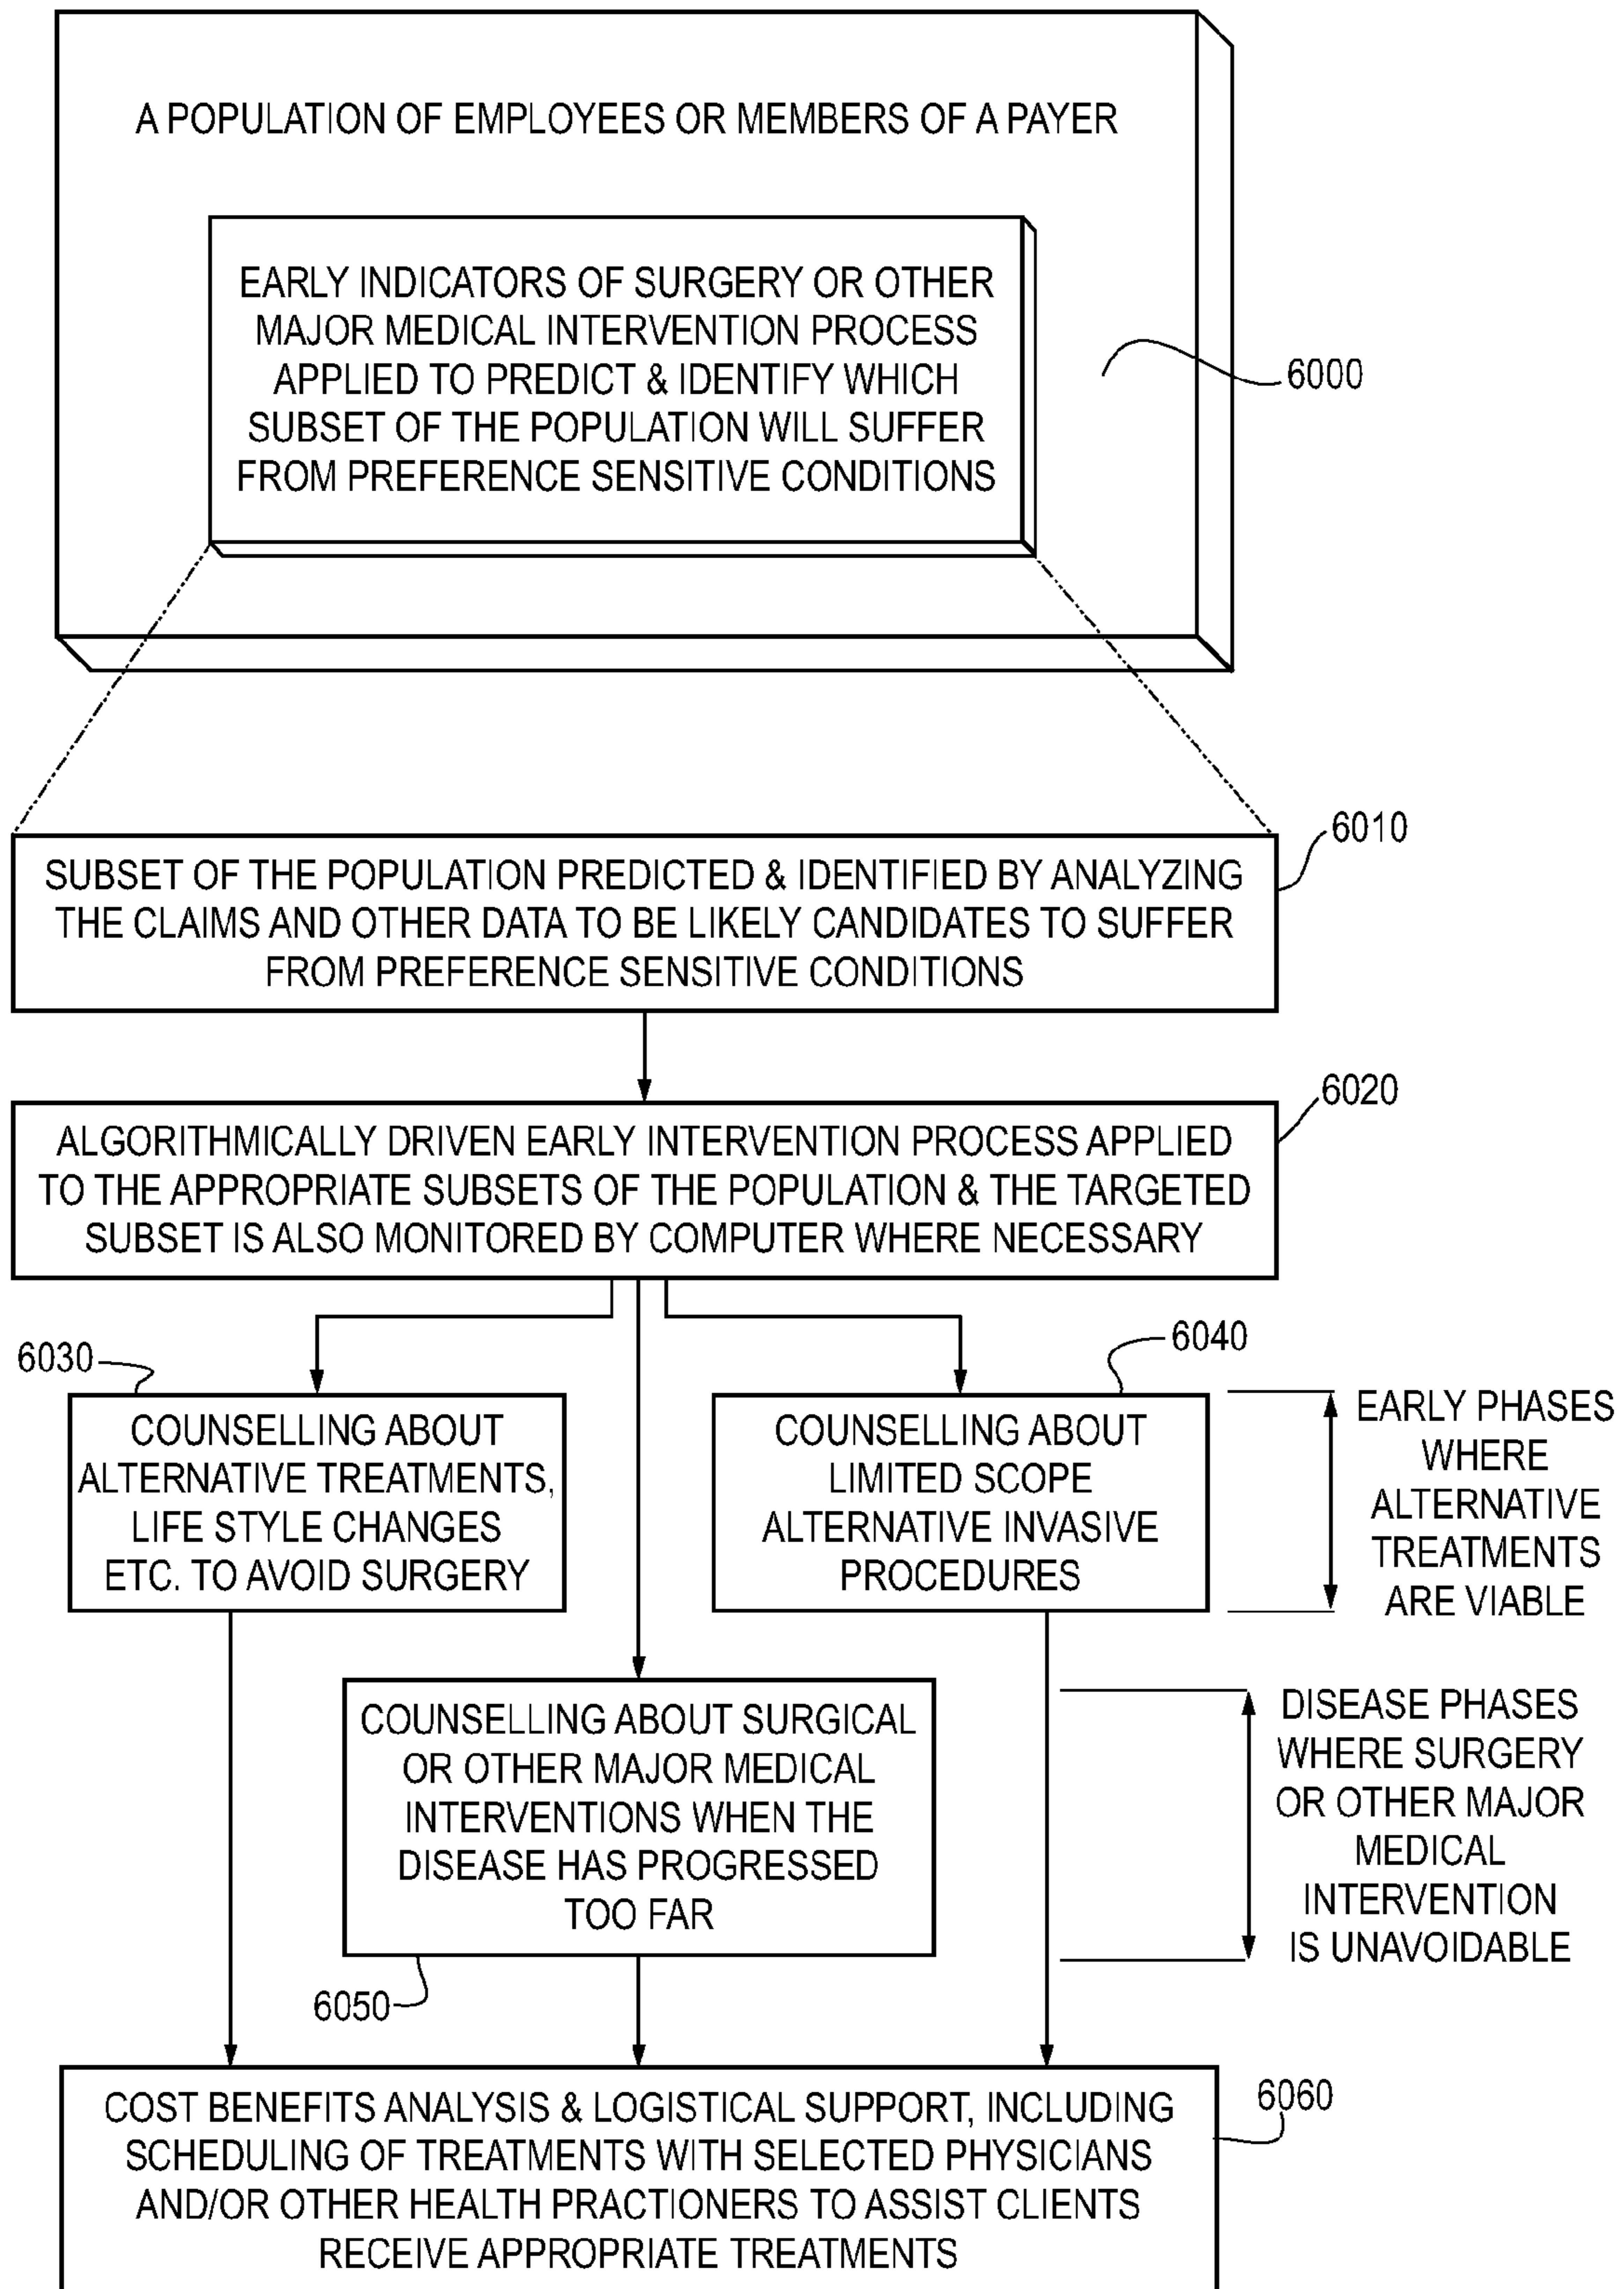 A POPULATION OF EMPLOYEES OR MEMBERS OF A PAYER
EARLY INDICATORS OF SURGERY OR OTHER
MAJOR MEDICAL INTERVENTION PROCESS
APPLIED TO PREDICT & IDENTIFY WHICH
SUBSET OF THE POPULATION WILL SUFFER
FROM PREFERENCE SENSITIVE CONDITIONS
6000
6010
SUBSET OF THE POPULATION PREDICTED & IDENTIFIED BY ANALYZING
THE CLAIMS AND OTHER DATA TO BE LIKELY CANDIDATES TO SUFFER
FROM PREFERENCE SENSITIVE CONDITIONS
6020
ALGORITHMICALLY DRIVEN EARLY INTERVENTION PROCESS APPLIED
TO THE APPROPRIATE SUBSETS OF THE POPULATION & THE TARGETED
SUBSET IS ALSO MONITORED BY COMPUTER WHERE NECESSARY
6030
COUNSELLING ABOUT
ALTERNATIVE TREATMENTS,
LIFE STYLE CHANGES
ETC. TO AVOID SURGERY
6040
COUNSELLING ABOUT
LIMITED SCOPE
ALTERNATIVE INVASIVE
PROCEDURES
EARLY PHASES
WHERE
ALTERNATIVE
TREATMENTS
ARE VIABLE
COUNSELLING ABOUT SURGICAL
OR OTHER MAJOR MEDICAL
INTERVENTIONS WHEN THE
DISEASE HAS PROGRESSED
TOO FAR
6050
DISEASE PHASES
WHERE SURGERY
OR OTHER MAJOR
MEDICAL
INTERVENTION
IS UNAVOIDABLE
6060
COST BENEFITS ANALYSIS & LOGISTICAL SUPPORT, INCLUDING
SCHEDULING OF TREATMENTS WITH SELECTED PHYSICIANS
AND/OR OTHER HEALTH PRACTIONERS TO ASSIST CLIENTS
RECEIVE APPROPRIATE TREATMENTS